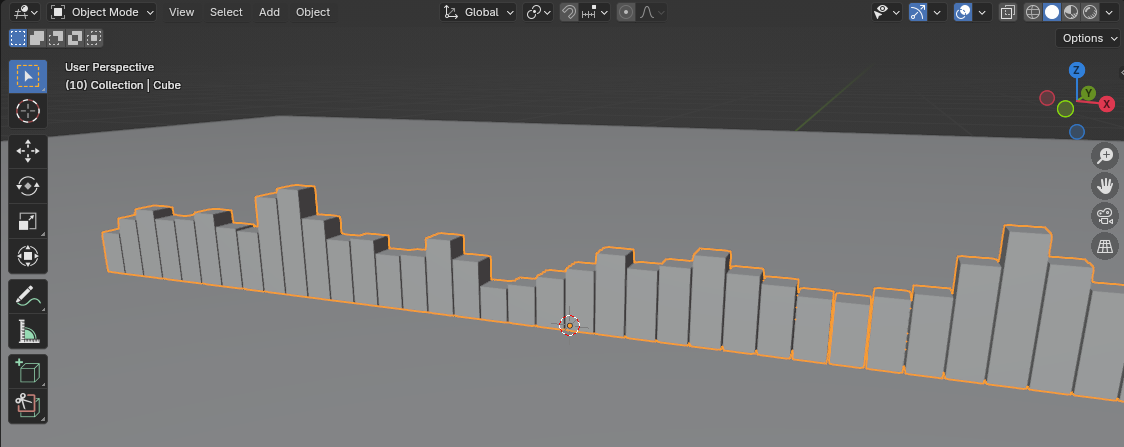 Object Mode View Select Add Object Global
Options
User Perspective
(10) Collection | Cube
Z
Y
X